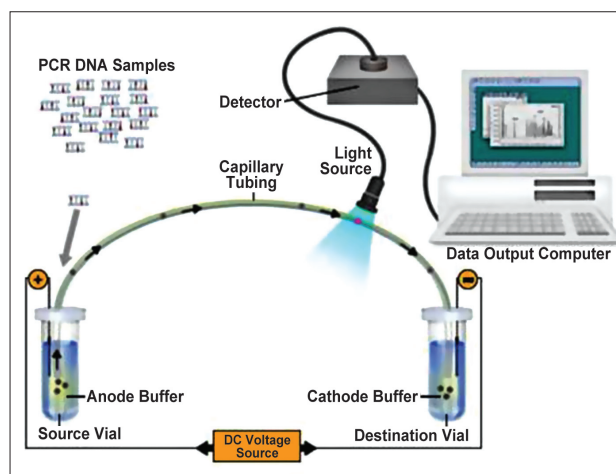 PCR DNA Samples
Detector
Light
Source
Capillary
Tubing
Data Output Computer
+
Anode Buffer
Source Vial
DC Voltage
Source
Cathode Buffer
Destination Vial